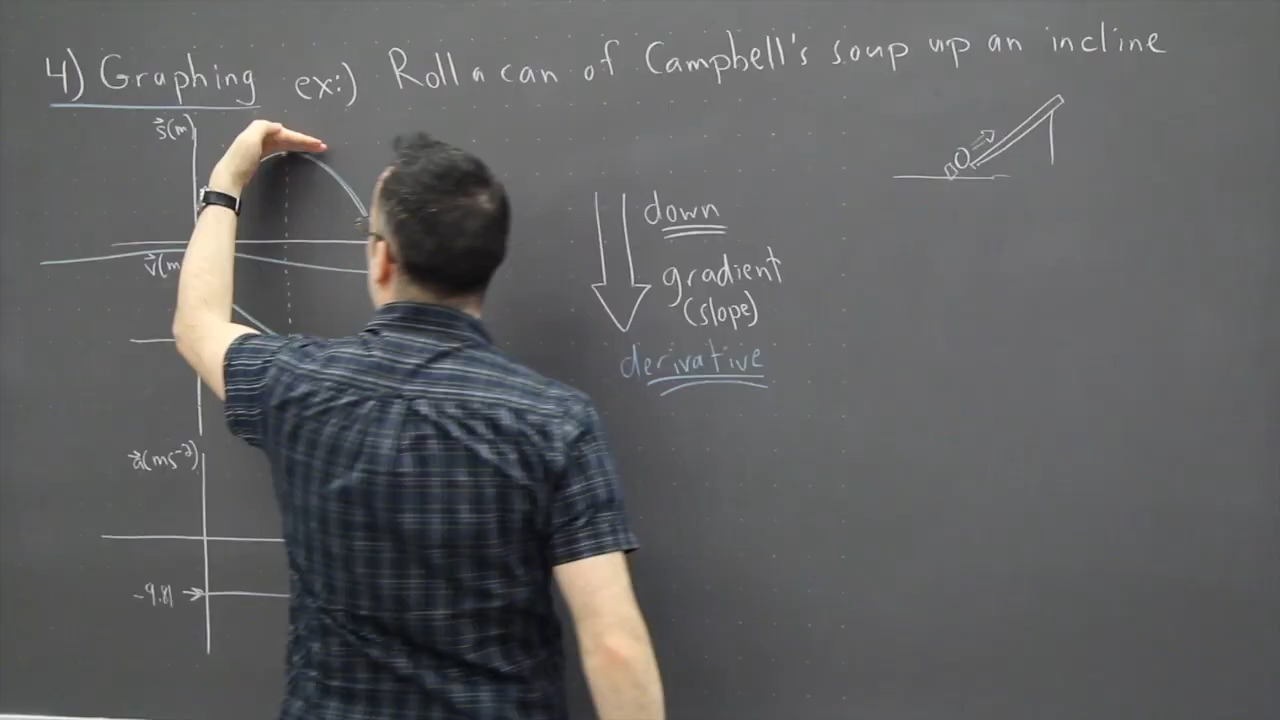 4) Graphing ex:) Roll a can of Campbell's soup up an incline
s⃗(m)
down
v⃗(m
gradient
(slope)
derivative
a⃗(ms⁻²)
-9.81